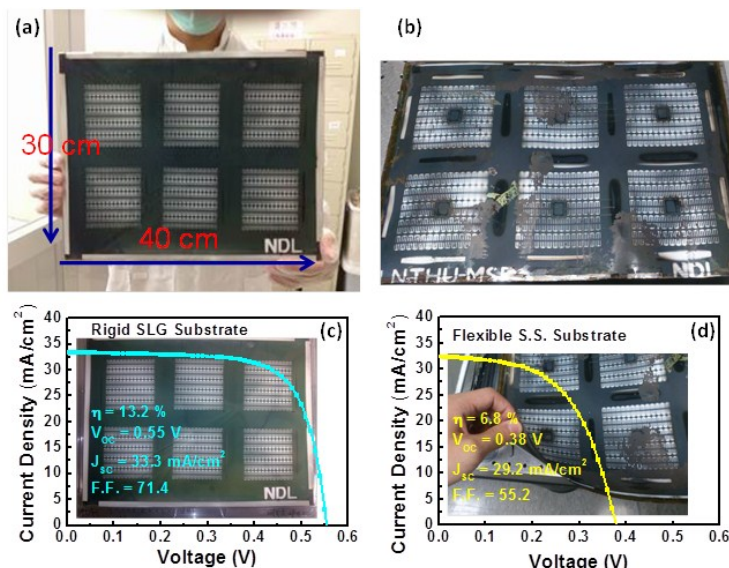 (a)
30 cm
40 cm
NDL
(b)
NTHU-MSE
NDL
Current Density (mA/cm²)
35
30
25
20
15
10
5
0
Rigid SLG Substrate
(c)
η = 13.2 %
V_OC = 0.55 V
J_SC = 33.3 mA/cm²
F.F. = 71.4
NDL
0.0 0.1 0.2 0.3 0.4 0.5 0.6
Voltage (V)
Current Density (mA/cm²)
40
35
30
25
20
15
10
5
0
Flexible S.S. Substrate
(d)
η = 6.8 %
V_OC = 0.38 V
J_SC = 29.2 mA/cm²
F.F. = 55.2
0.0 0.1 0.2 0.3 0.4 0.5 0.6
Voltage (V)